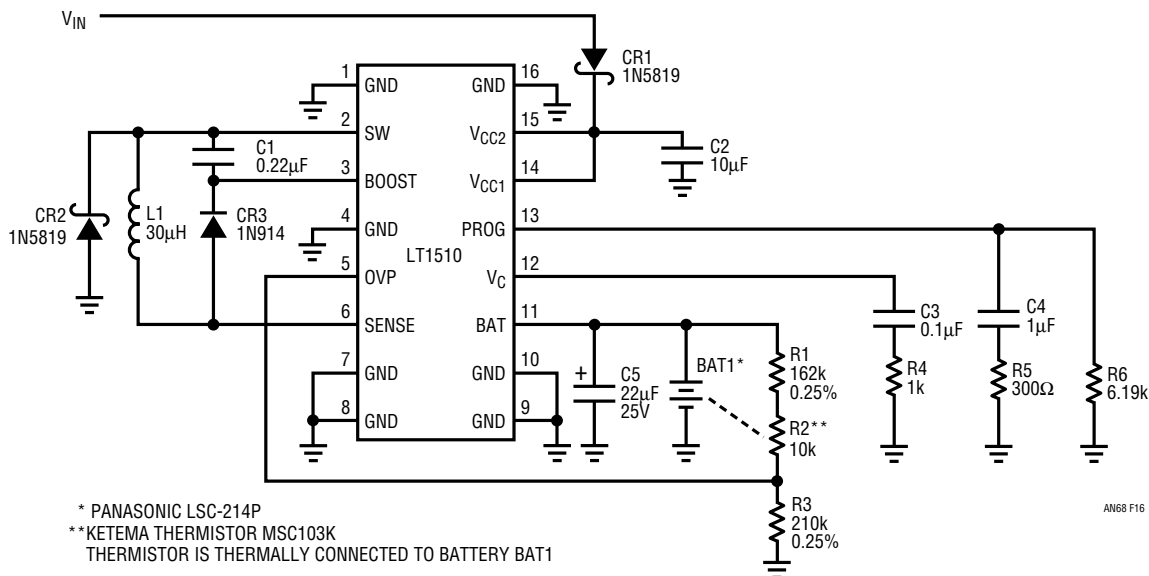 VIN
CR1
1N5819
1
GND
16
GND
2
SW
15
VCC2
C1
0.22µF
C2
10µF
3
BOOST
14
VCC1
CR2
1N5819
L1
30µH
CR3
1N914
4
GND
13
PROG
LT1510
5
OVP
12
VC
6
SENSE
11
BAT
C3
0.1µF
C4
1µF
7
GND
10
GND
+
C5
22µF
25V
BAT1*
R1
162k
0.25%
R4
1k
R5
300Ω
R6
6.19k
8
GND
9
GND
R2**
10k
R3
210k
0.25%
* PANASONIC LSC-214P
**KETEMA THERMISTOR MSC103K
THERMISTOR IS THERMALLY CONNECTED TO BATTERY BAT1
AN68 F16